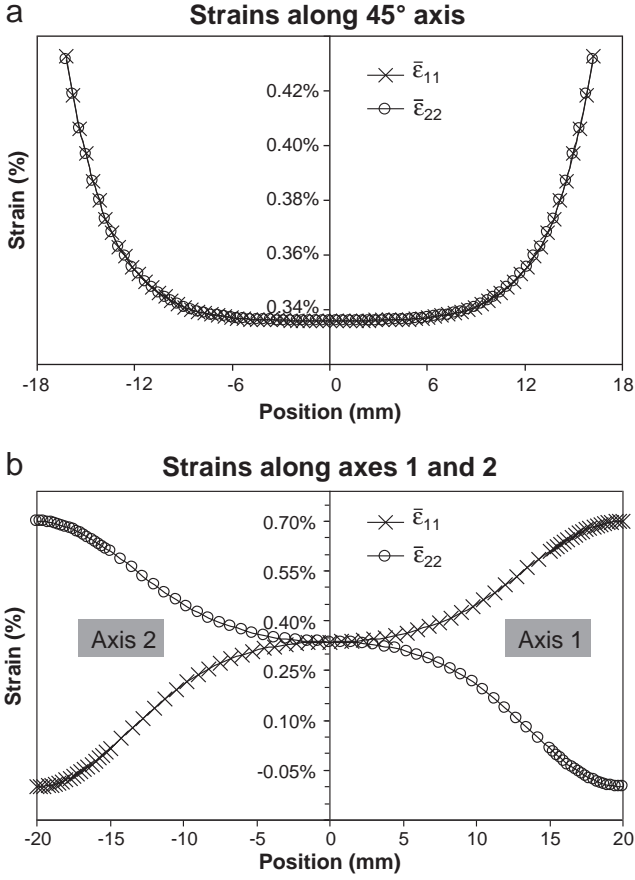 a
Strains along 45° axis
ε̄11
ε̄22
0.42%
0.40%
0.38%
0.36%
0.34%
Strain (%)
-18 -12 -6 0 6 12 18
Position (mm)
b
Strains along axes 1 and 2
ε̄11
ε̄22
0.70%
0.55%
0.40%
0.25%
0.10%
-0.05%
Axis 2
Axis 1
Strain (%)
-20 -15 -10 -5 0 5 10 15 20
Position (mm)